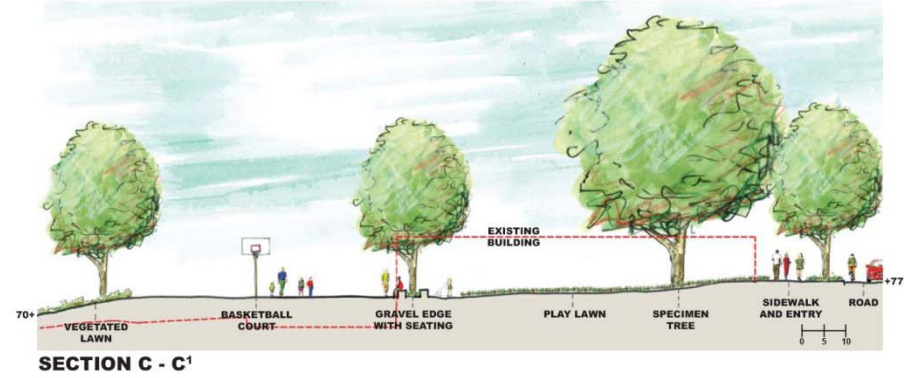 EXISTING
BUILDING
70+
+77
VEGETATED
LAWN
BASKETBALL
COURT
GRAVEL EDGE
WITH SEATING
PLAY LAWN
SPECIMEN
TREE
SIDEWALK
AND ENTRY
ROAD
0 5 10
SECTION C - C¹